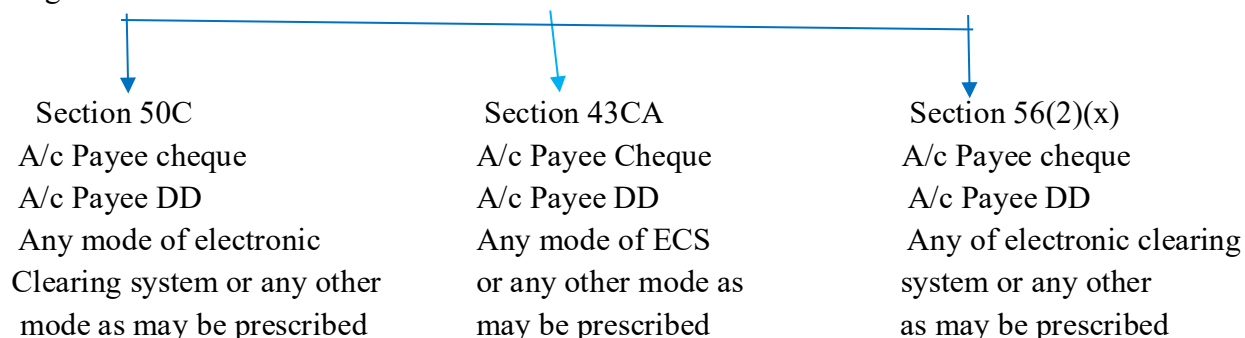 Section 50C
A/c Payee cheque
A/c Payee DD
Any mode of electronic
Clearing system or any other
mode as may be prescribed
Section 43CA
A/c Payee Cheque
A/c Payee DD
Any mode of ECS
or any other mode as
may be prescribed
Section 56(2)(x)
A/c Payee cheque
A/c Payee DD
Any of electronic clearing
system or any other
as may be prescribed